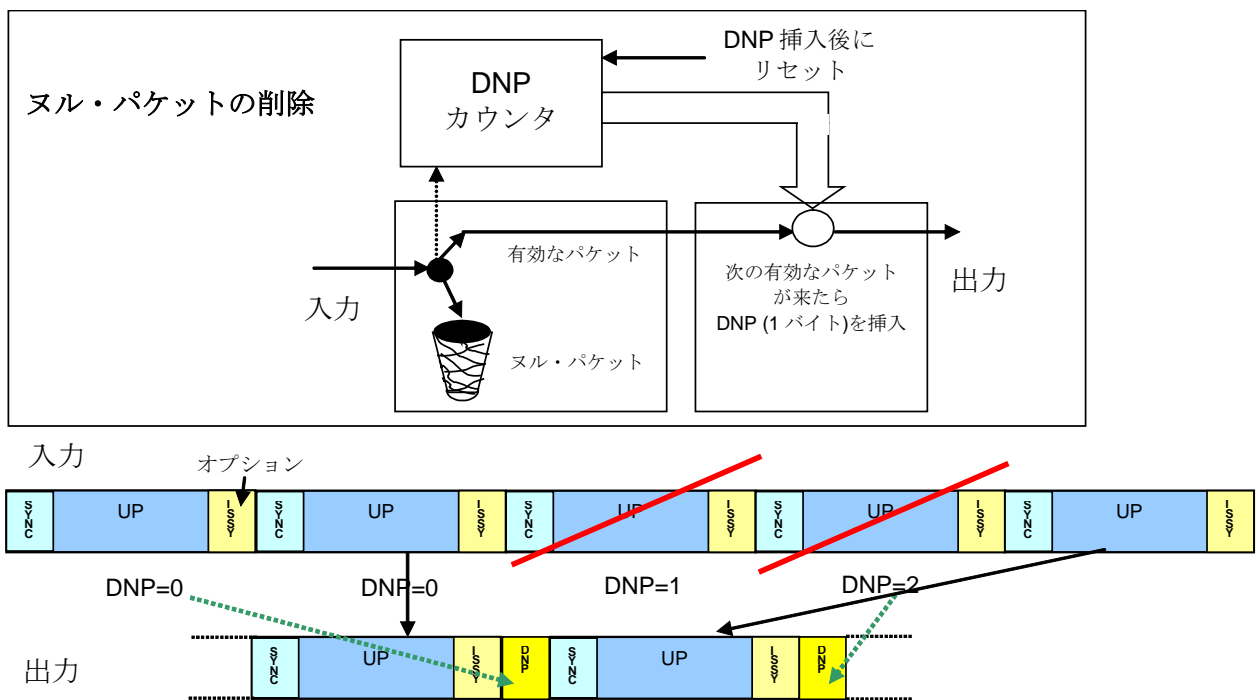 DNP 挿入後に
リセット
DNP
カウンタ
ヌル・パケットの削除
有効なパケット
入力
ヌル・パケット
次の有効なパケット
が来たら
DNP (1 バイト)を挿入
出力
入力
オプション
SYNC UP ISSY SYNC UP ISSY SYNC UP ISSY SYNC UP ISSY SYNC UP ISSY
DNP=0 DNP=0 DNP=1 DNP=2
出力
SYNC UP ISSY DNP SYNC UP ISSY DNP